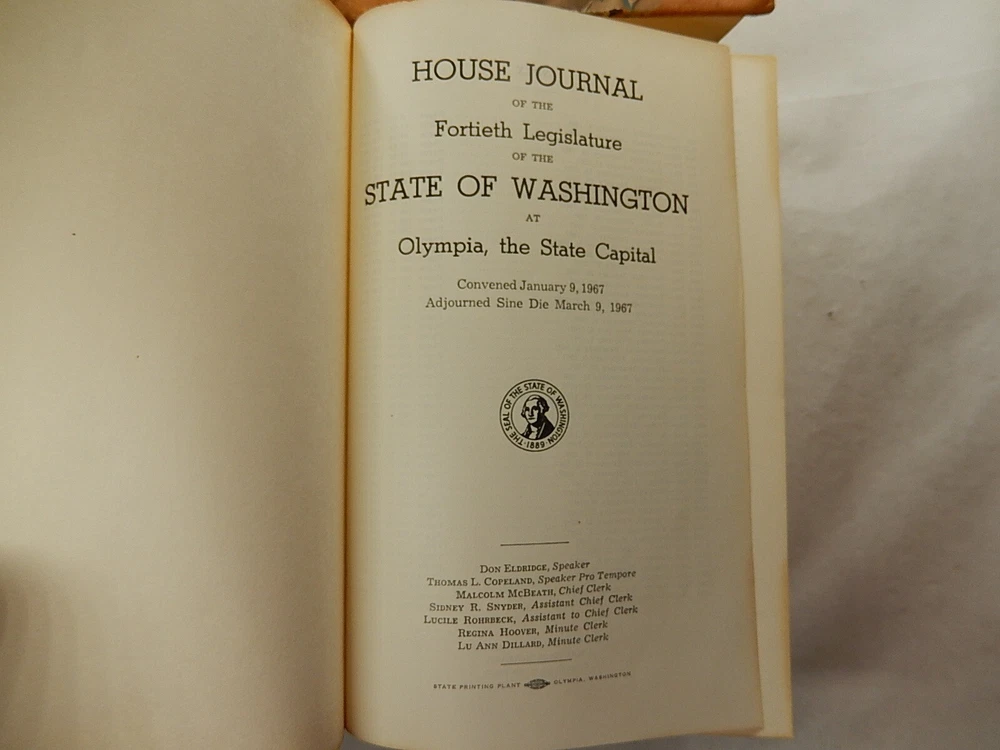 HOUSE JOURNAL
OF THE
Fortieth Legislature
OF THE
STATE OF WASHINGTON
AT
Olympia, the State Capital
Convened January 9, 1967
Adjourned Sine Die March 9, 1967
THE SEAL OF THE STATE OF WASHINGTON
1889
DON ELDRIDGE, Speaker
THOMAS L. COPELAND, Speaker Pro Tempore
MALCOLM MCBEATH, Chief Clerk
SIDNEY R. SNYDER, Assistant Chief Clerk
LUCILE ROHRBECK, Assistant to Chief Clerk
REGINA HOOVER, Minute Clerk
LU ANN DILLARD, Minute Clerk
STATE PRINTING PLANT OLYMPIA, WASHINGTON